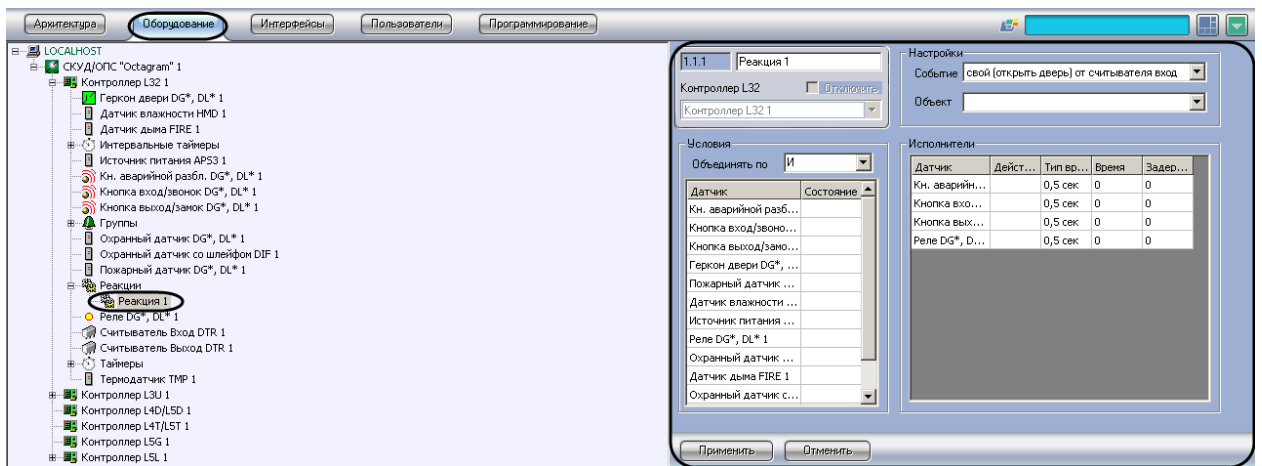 Архитектура Оборудование Интерфейсы Пользователи Программирование
LOCALHOST
СКУД/ОПС "Octagram" 1
Контроллер L32 1
Геркон двери DG*, DL* 1
Датчик влажности HMD 1
Датчик дыма FIRE 1
Интервальные таймеры
Источник питания APS3 1
Кн. аварийной разбл. DG*, DL* 1
Кнопка вход/звонок DG*, DL* 1
Кнопка выход/замок DG*, DL* 1
Группы
Охранный датчик DG*, DL* 1
Охранный датчик со шлейфом DIF 1
Пожарный датчик DG*, DL* 1
Реакции
Реакция 1
Реле DG*, DL* 1
Считыватель Вход DTR 1
Считыватель Выход DTR 1
Таймеры
Термодатчик TMP 1
Контроллер L3U 1
Контроллер L4D/L5D 1
Контроллер L4T/L5T 1
Контроллер L5G 1
Контроллер L5L 1
1.1.1 Реакция 1
Контроллер L32 Отключить
Контроллер L32 1
Настройки
Событие свой (открыть дверь) от считывателя вход
Объект
Условия
Объединять по И
Датчик Состояние
Кн. аварийной разб...
Кнопка вход/звоно...
Кнопка выход/замо...
Геркон двери DG*, ...
Пожарный датчик ...
Датчик влажности ...
Источник питания ...
Реле DG*, DL* 1
Охранный датчик ...
Датчик дыма FIRE 1
Охранный датчик с...
Исполнители
Датчик Дейст... Тип вр... Время Задер...
Кн. аварийн... 0,5 сек 0 0
Кнопка вхо... 0,5 сек 0 0
Кнопка вых... 0,5 сек 0 0
Реле DG*, D... 0,5 сек 0 0
Применить Отменить